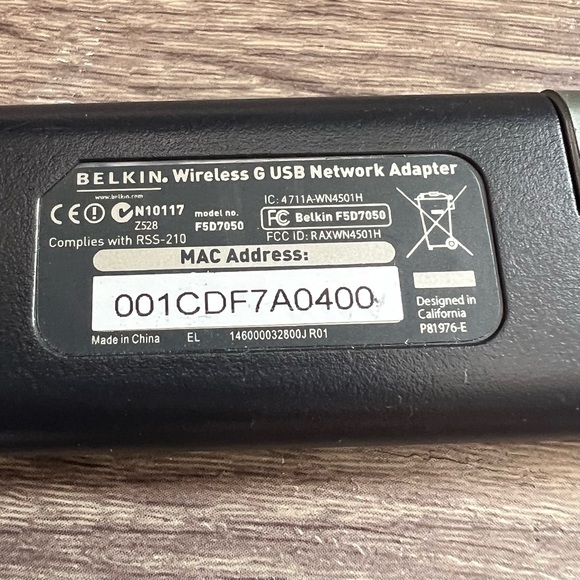 BELKIN. Wireless G USB Network Adapter
www.belkin.com
IC: 4711A-WN4501H
CE N10117 model no. FC Belkin F5D7050
Z528 F5D7050
Complies with RSS-210 FCC ID: RAXWN4501H
MAC Address:
001CDF7A0400
Designed in
California
P81976-E
Made in China EL 146000032800J R01